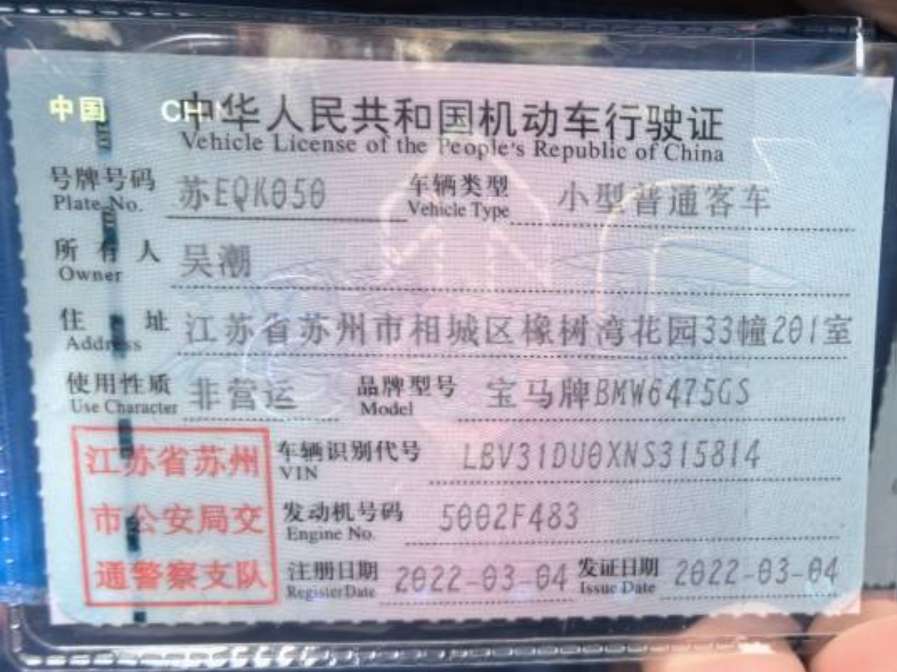 中国 CHI
中华人民共和国机动车行驶证
Vehicle License of the People's Republic of China
号牌号码 苏EQK050 车辆类型 小型普通客车
Plate No. Vehicle Type
所有人 吴潮
Owner
住址 江苏省苏州市相城区橡树湾花园33幢201室
Address
使用性质 非营运 品牌型号 宝马牌BMW6475GS
Use Character Model
江苏省苏州 车辆识别代号 LBV31DU0XNS315814
VIN
市公安局交 发动机号码 5002F483
Engine No.
通警察支队 注册日期 2022-03-04 发证日期 2022-03-04
Register Date Issue Date